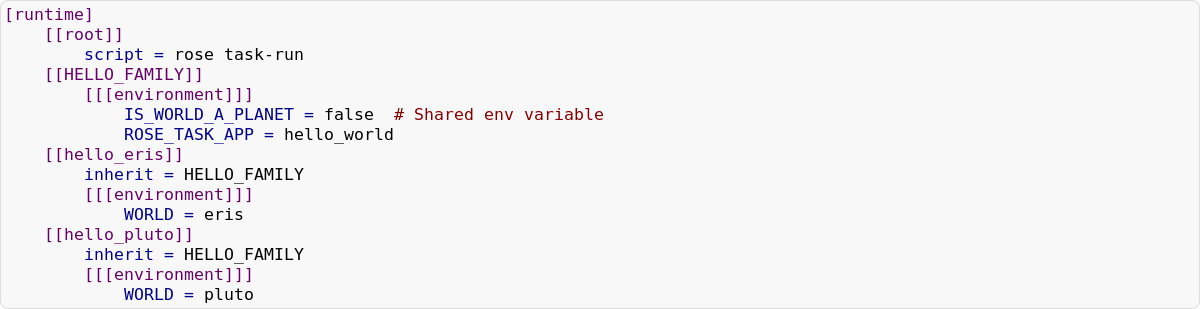 [runtime]
    [[root]]
        script = rose task-run
    [[HELLO_FAMILY]]
        [[[environment]]]
            IS_WORLD_A_PLANET = false  # Shared env variable
            ROSE_TASK_APP = hello_world
    [[hello_eris]]
        inherit = HELLO_FAMILY
        [[[environment]]]
            WORLD = eris
    [[hello_pluto]]
        inherit = HELLO_FAMILY
        [[[environment]]]
            WORLD = pluto